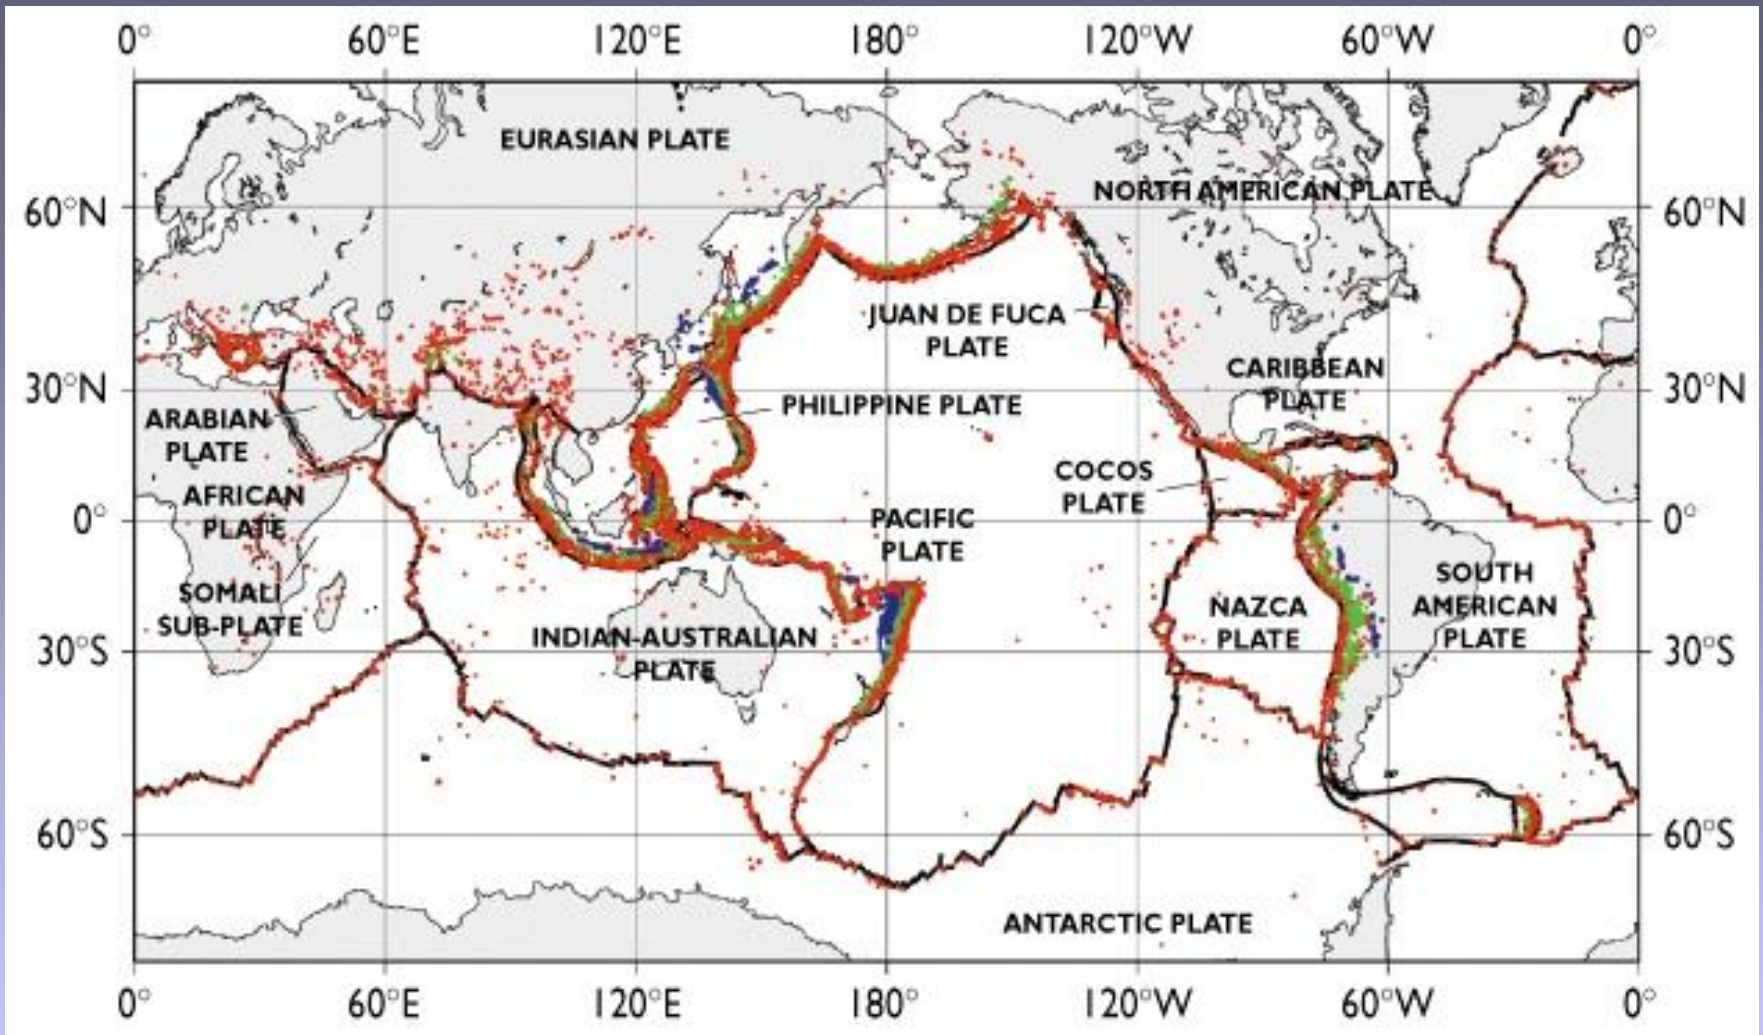 0° 60°E 120°E 180° 120°W 60°W 0°
EURASIAN PLATE
NORTH AMERICAN PLATE
60°N 60°N
JUAN DE FUCA
PLATE
CARIBBEAN
PLATE
30°N 30°N
ARABIAN
PLATE
PHILIPPINE PLATE
COCOS
PLATE
AFRICAN
PLATE
0° 0°
PACIFIC
PLATE
SOMALI
SUB-PLATE
NAZCA
PLATE
SOUTH
AMERICAN
PLATE
INDIAN-AUSTRALIAN
PLATE
30°S 30°S
60°S 60°S
ANTARCTIC PLATE
0° 60°E 120°E 180° 120°W 60°W 0°